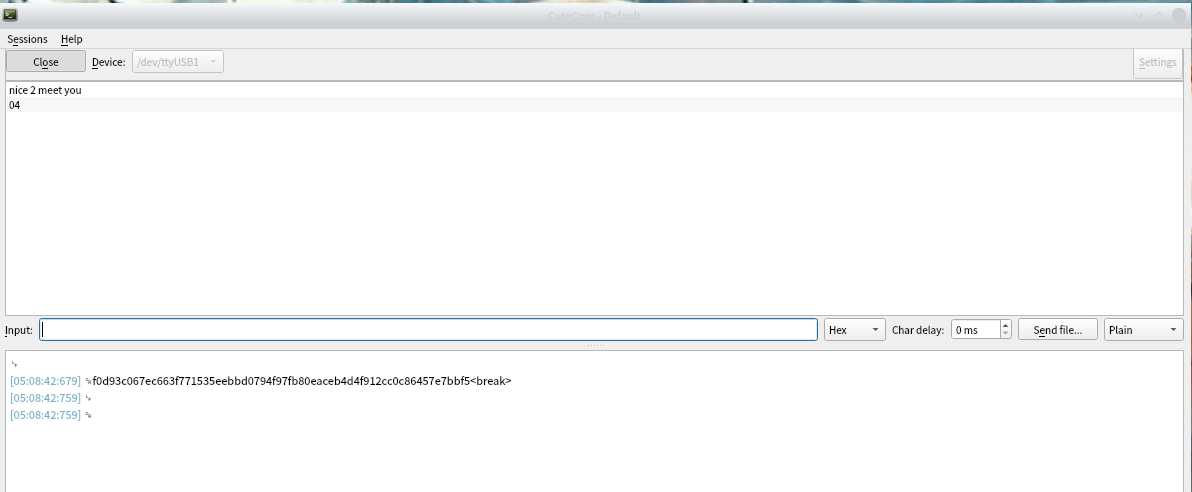 CuteCom - Default
Sessions Help
Close Device: /dev/ttyUSB1 Settings
nice 2 meet you
04
Input: Hex Char delay: 0 ms Send file... Plain
[05:08:42:679] f0d93c067ec663f771535eebbd0794f97fb80eaceb4d4f912cc0c86457e7bbf5<break>
[05:08:42:759]
[05:08:42:759]